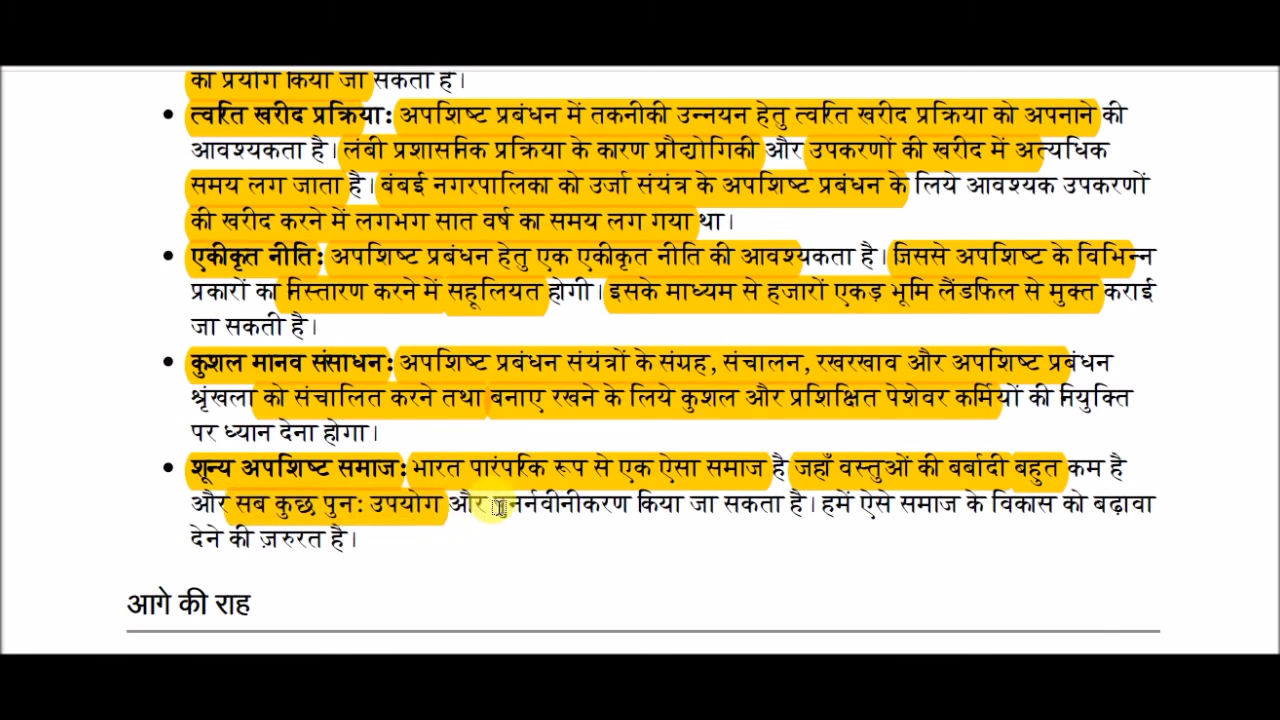 का प्रयोग किया जा सकता है।
• त्वरित खरीद प्रक्रिया: अपशिष्ट प्रबंधन में तकनीकी उन्नयन हेतु त्वरित खरीद प्रक्रिया को अपनाने की
आवश्यकता है। लंबी प्रशासनिक प्रक्रिया के कारण प्रौद्योगिकी और उपकरणों की खरीद में अत्यधिक
समय लग जाता है। बंबई नगरपालिका को उर्जा संयंत्र के अपशिष्ट प्रबंधन के लिये आवश्यक उपकरणों
की खरीद करने में लगभग सात वर्ष का समय लग गया था।
• एकीकृत नीति: अपशिष्ट प्रबंधन हेतु एक एकीकृत नीति की आवश्यकता है। जिससे अपशिष्ट के विभिन्न
प्रकारों का निस्तारण करने में सहूलियत होगी। इसके माध्यम से हजारों एकड़ भूमि लैंडफिल से मुक्त कराई
जा सकती है।
• कुशल मानव संसाधन: अपशिष्ट प्रबंधन संयंत्रों के संग्रह, संचालन, रखरखाव और अपशिष्ट प्रबंधन
श्रृंखला को संचालित करने तथा बनाए रखने के लिये कुशल और प्रशिक्षित पेशेवर कर्मियों की नियुक्ति
पर ध्यान देना होगा।
• शून्य अपशिष्ट समाज: भारत पारंपरिक रूप से एक ऐसा समाज है जहाँ वस्तुओं की बर्बादी बहुत कम है
और सब कुछ पुन: उपयोग और पुनर्नवीनीकरण किया जा सकता है। हमें ऐसे समाज के विकास को बढ़ावा
देने की ज़रुरत है।
आगे की राह